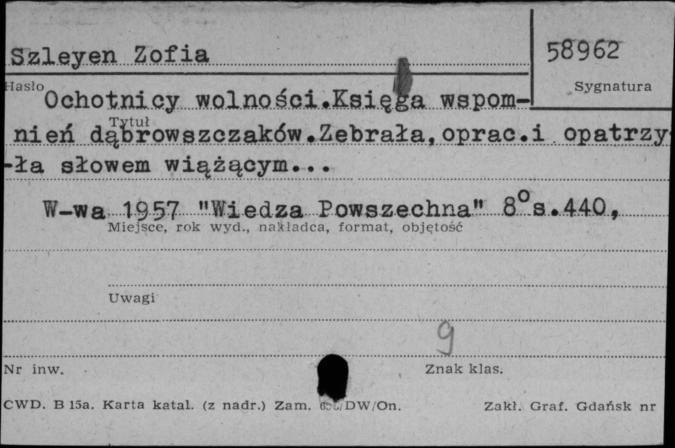 Szleyen Zofia
58962
Hasło
Sygnatura
Ochotnicy wolności.Księga wspom-
Tytuł
nień dąbrowszczaków.Zebrała,oprac.i opatrzy
-ła słowem wiążącym...
W-wa 1957 "Wiedza Powszechna" 8° s.440,
Miejsce, rok wyd., nakładca, format, objętość
Uwagi
9
Nr inw.
Znak klas.
CWD. B 15a. Karta katal. (z nadr.) Zam. /DW/On.
Zakł. Graf. Gdańsk nr